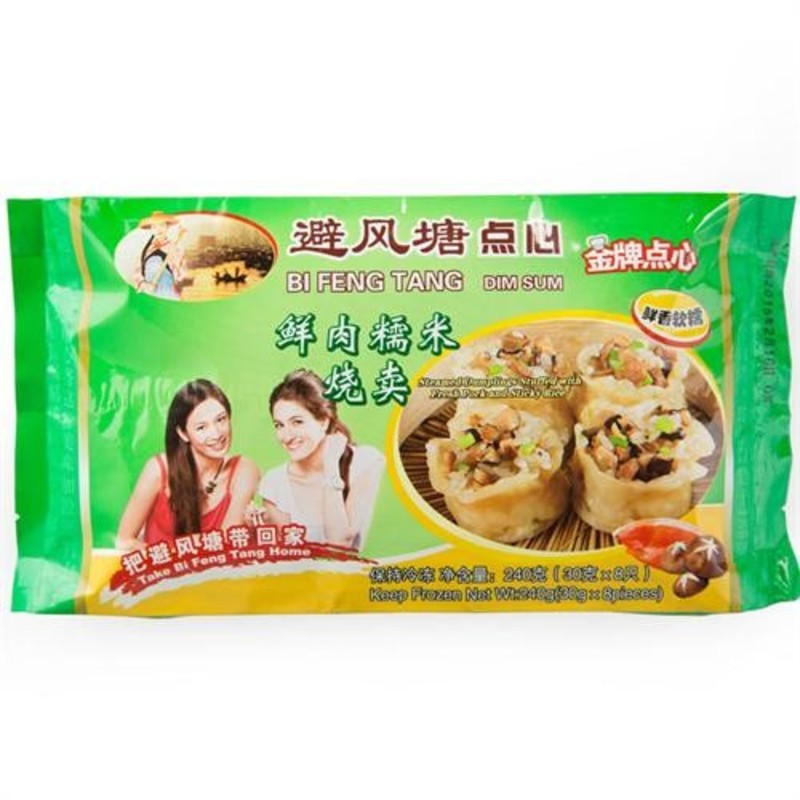 避风塘点心
BI FENG TANG DIM SUM
金牌点心
鲜香软糯
鲜肉糯米
烧卖
Steamed Dumplings Stuffed with
Fresh Pork and Sticky Rice
把避风塘带回家
Take Bi Feng Tang Home
保持冷冻 净含量：240克（30克x8只）
Keep Frozen Net Wt:240g(30g x 8pieces)